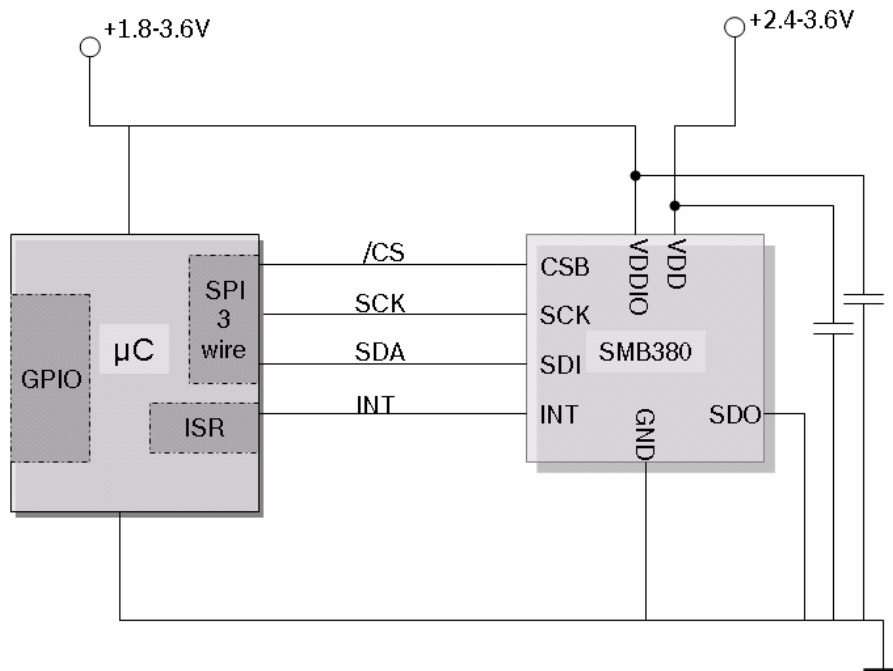 +1.8-3.6V
+2.4-3.6V
/CS
SCK
SDA
INT
SPI
3
wire
µC
GPIO
ISR
CSB
SCK
SDI
INT
VDDIO
VDD
SMB380
GND
SDO